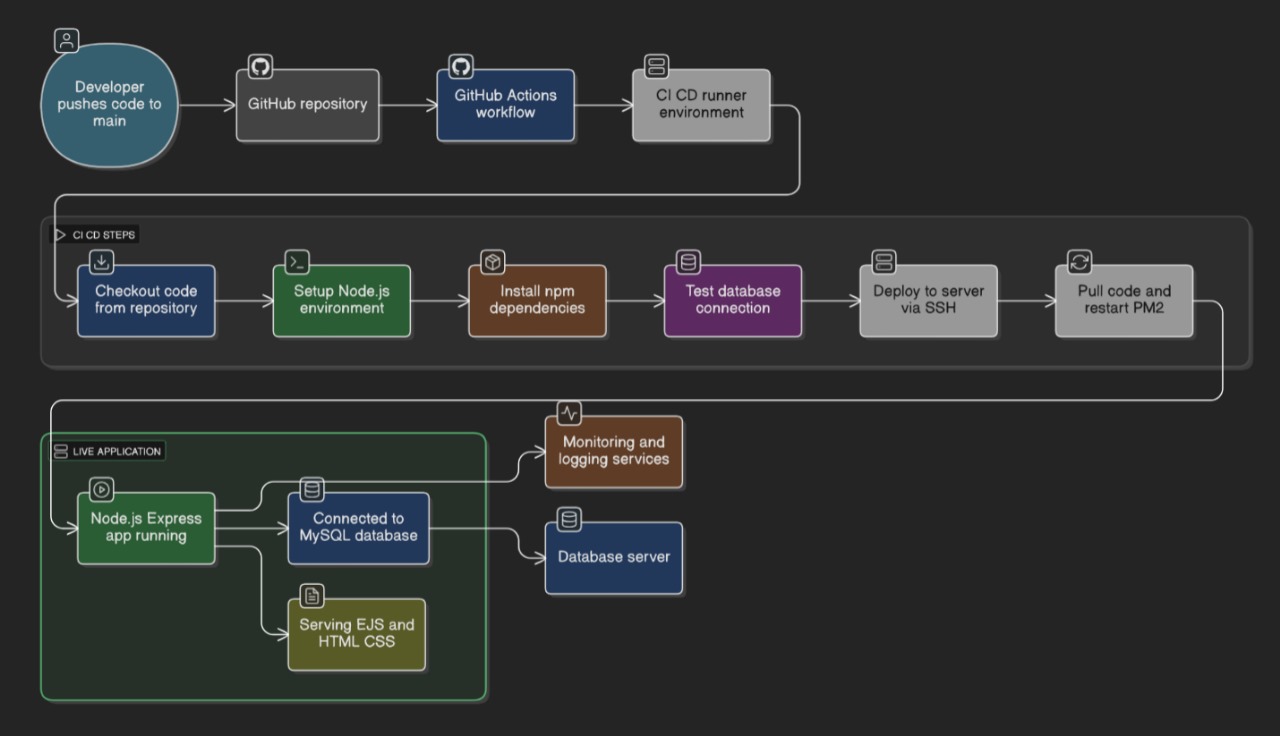 Developer
pushes code to
main
GitHub repository
GitHub Actions
workflow
CI CD runner
environment
CI CD STEPS
Checkout code
from repository
Setup Node.js
environment
Install npm
dependencies
Test database
connection
Deploy to server
via SSH
Pull code and
restart PM2
LIVE APPLICATION
Node.js Express
app running
Connected to
MySQL database
Serving EJS and
HTML CSS
Monitoring and
logging services
Database server